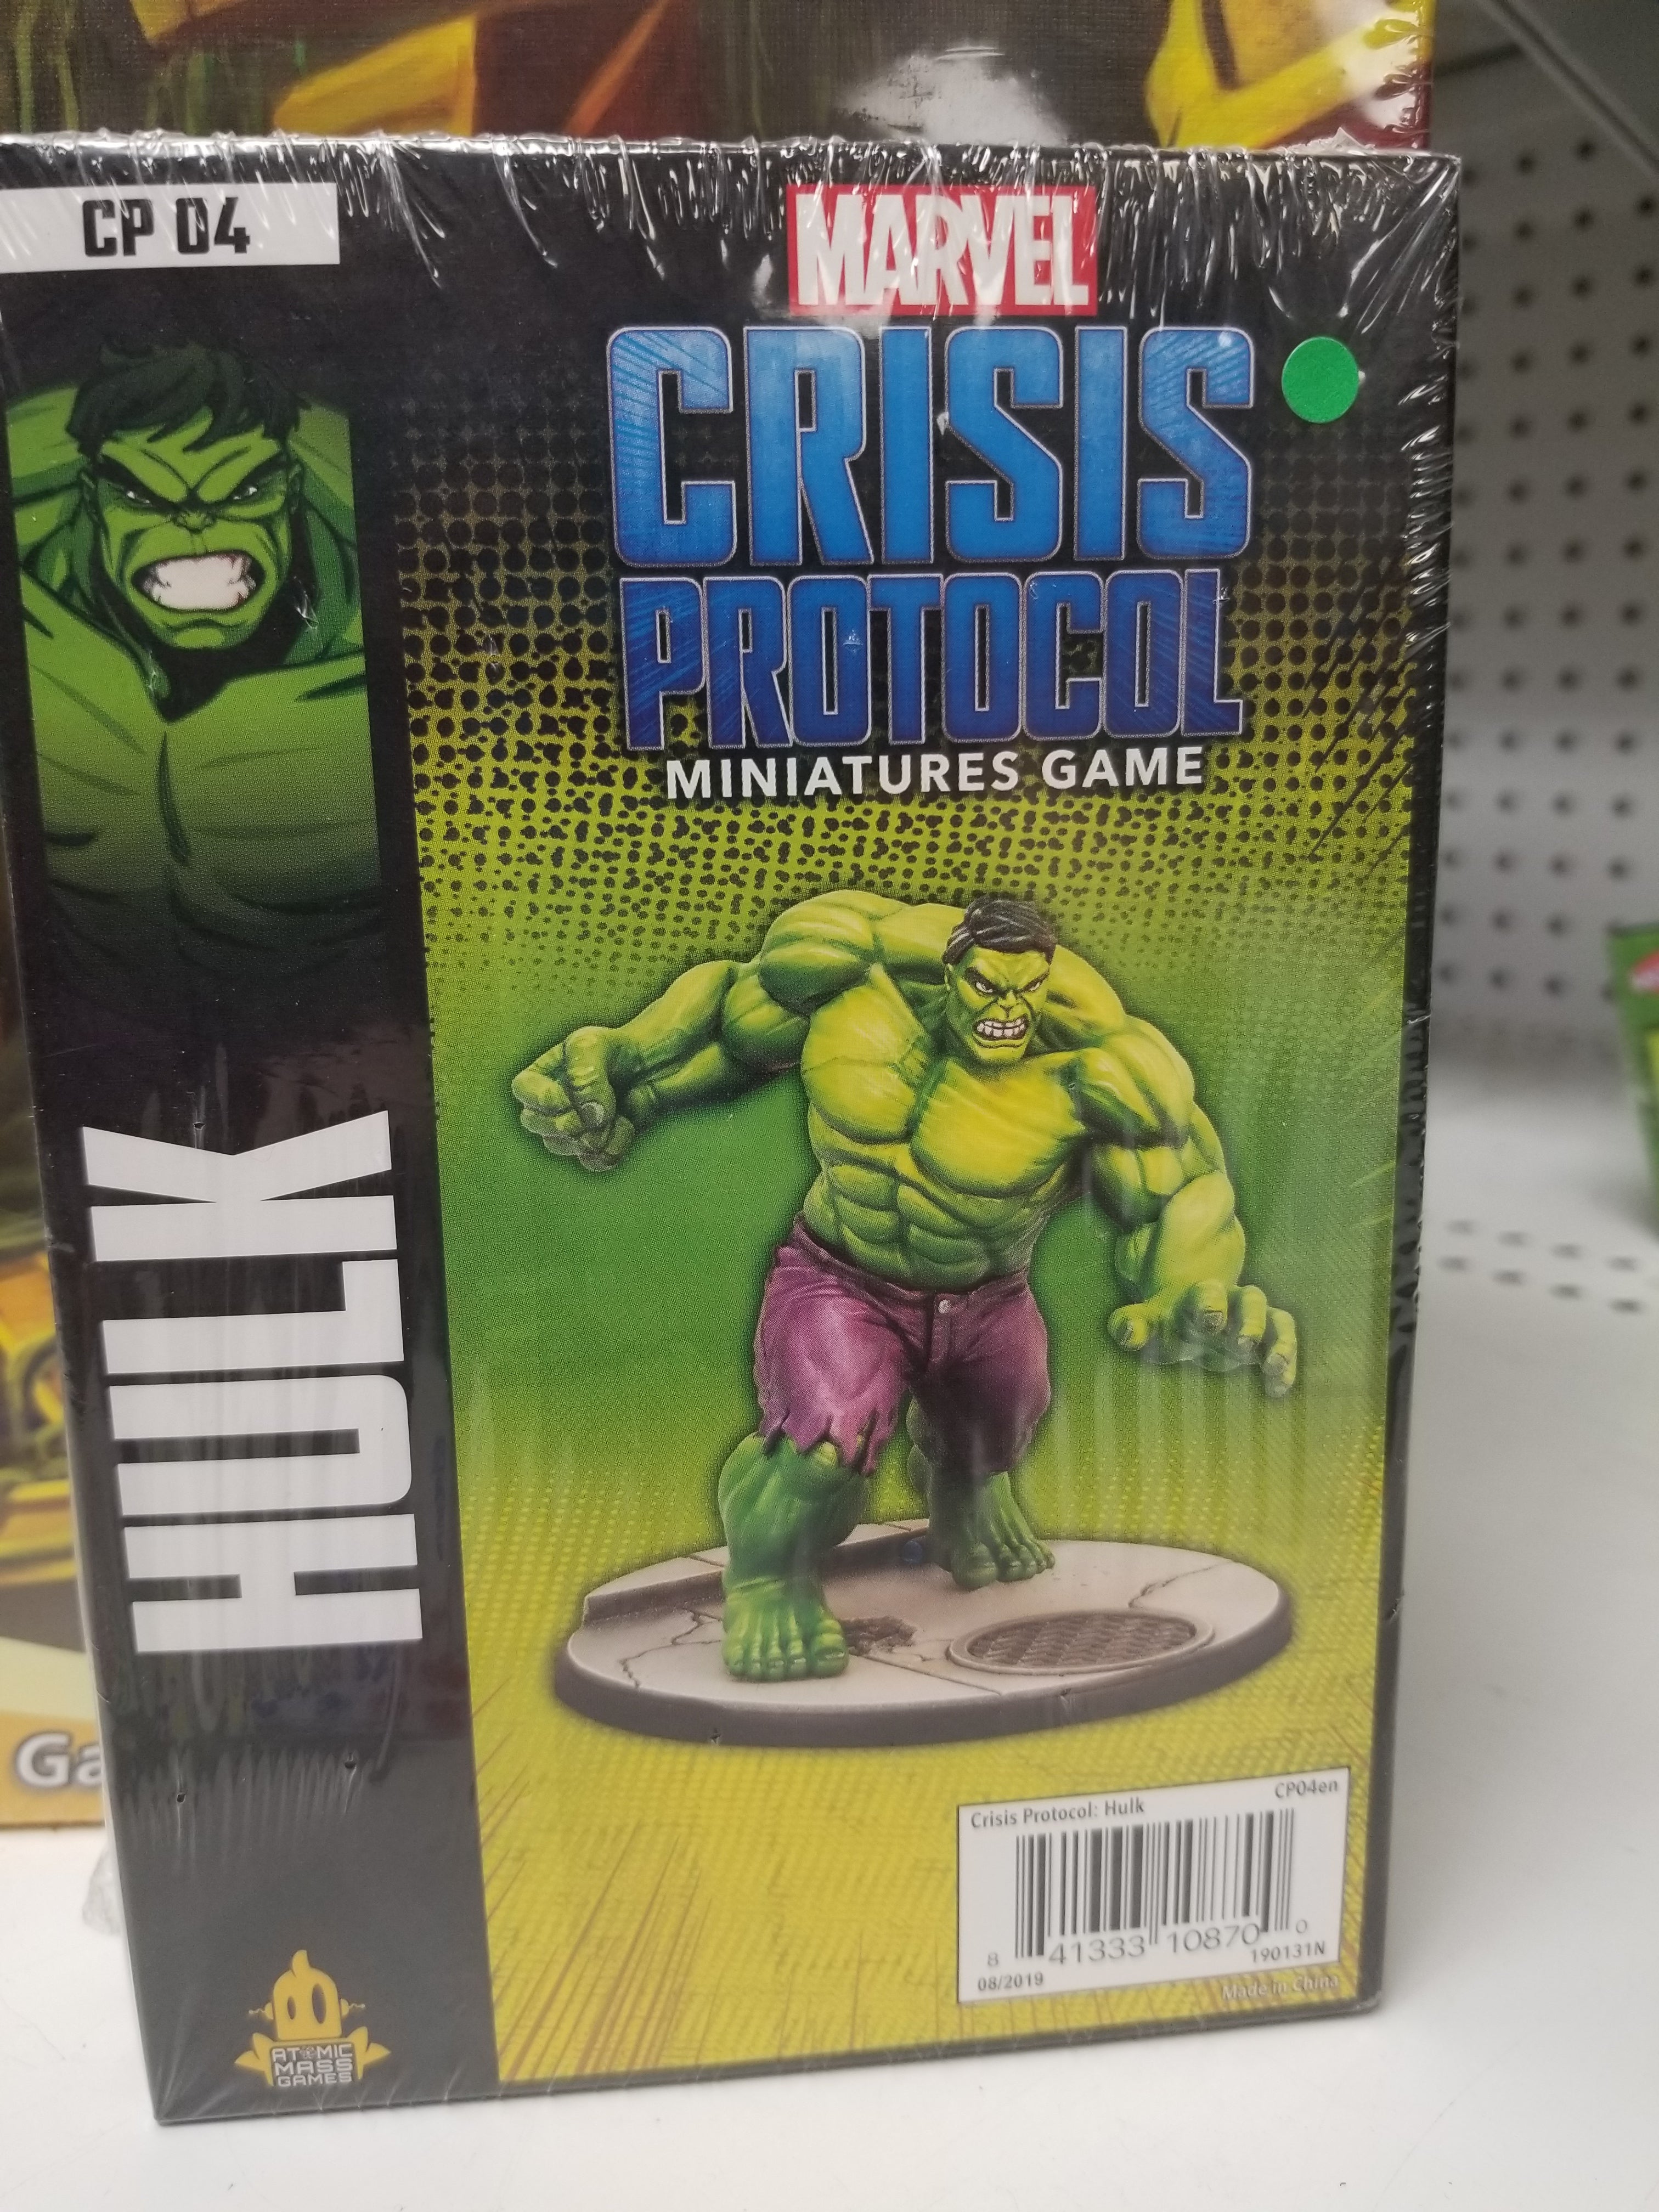 CP 04
MARVEL
CRISIS
PROTOCOL
MINIATURES GAME
HULK
Crisis Protocol: Hulk
CP04en
8 41333 10870 0
08/2019
190131N
Made in China
ATOMIC
MASS
GAMES